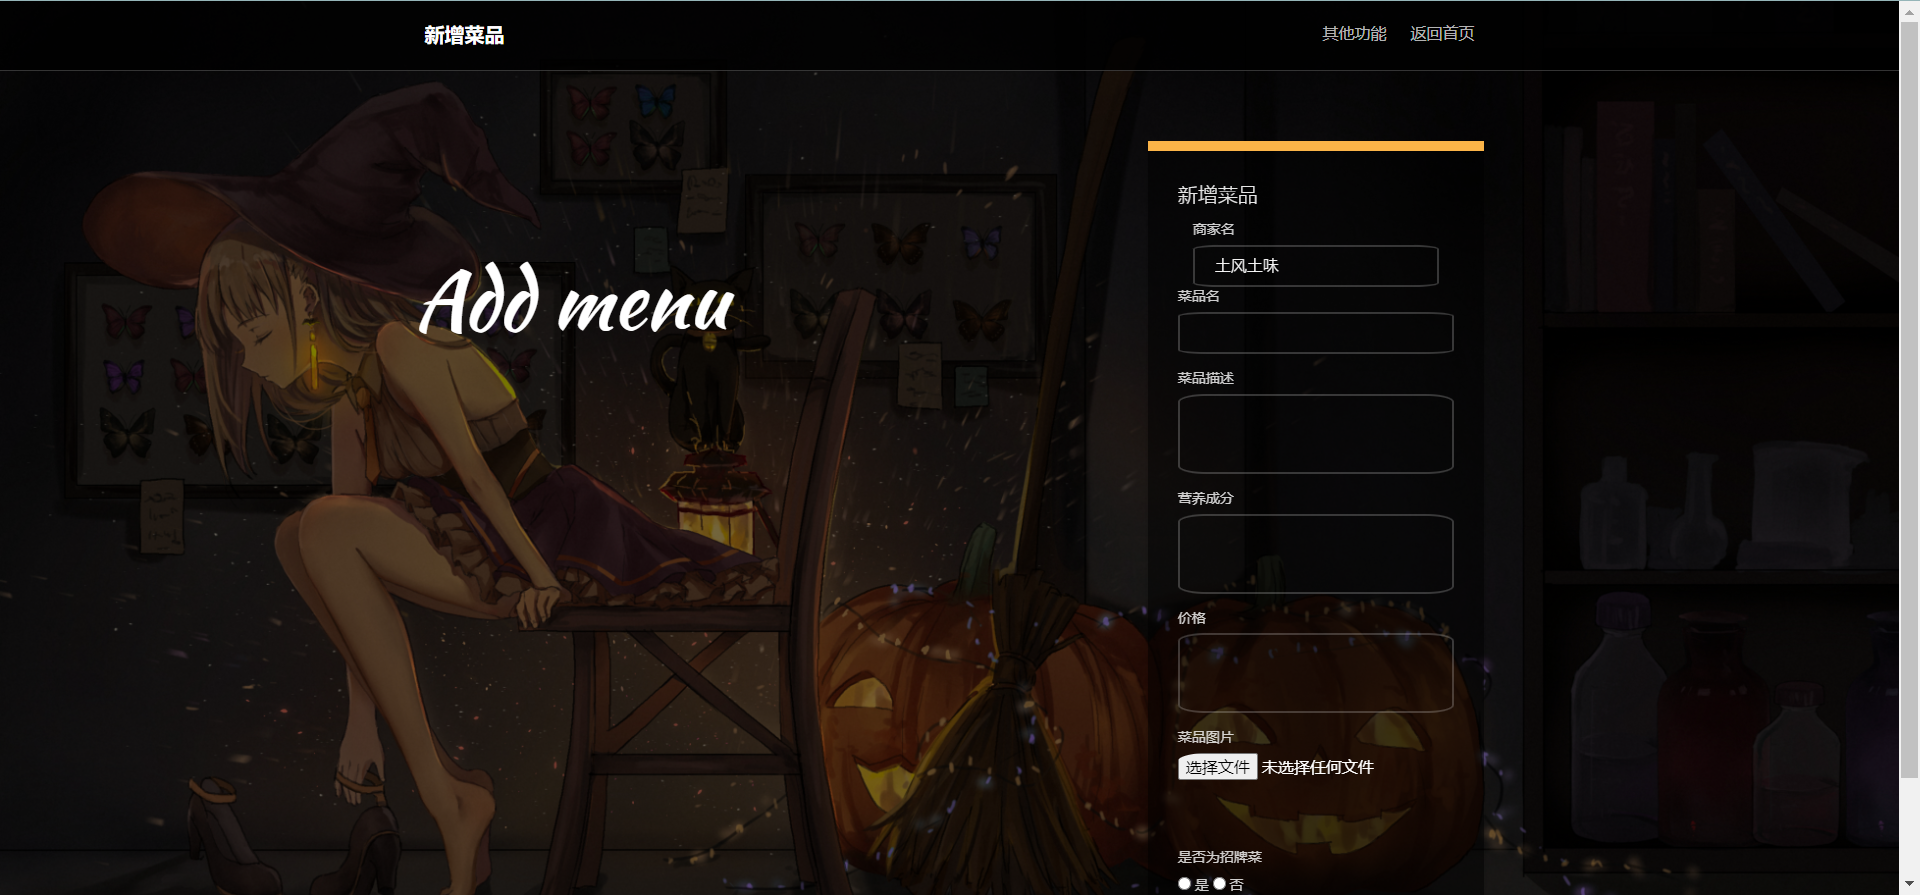 新增菜品
其他功能 返回首页
Add menu
新增菜品
商家名
土风土味
菜品名
菜品描述
营养成分
价格
菜品图片
选择文件 未选择任何文件
是否为招牌菜
是 否